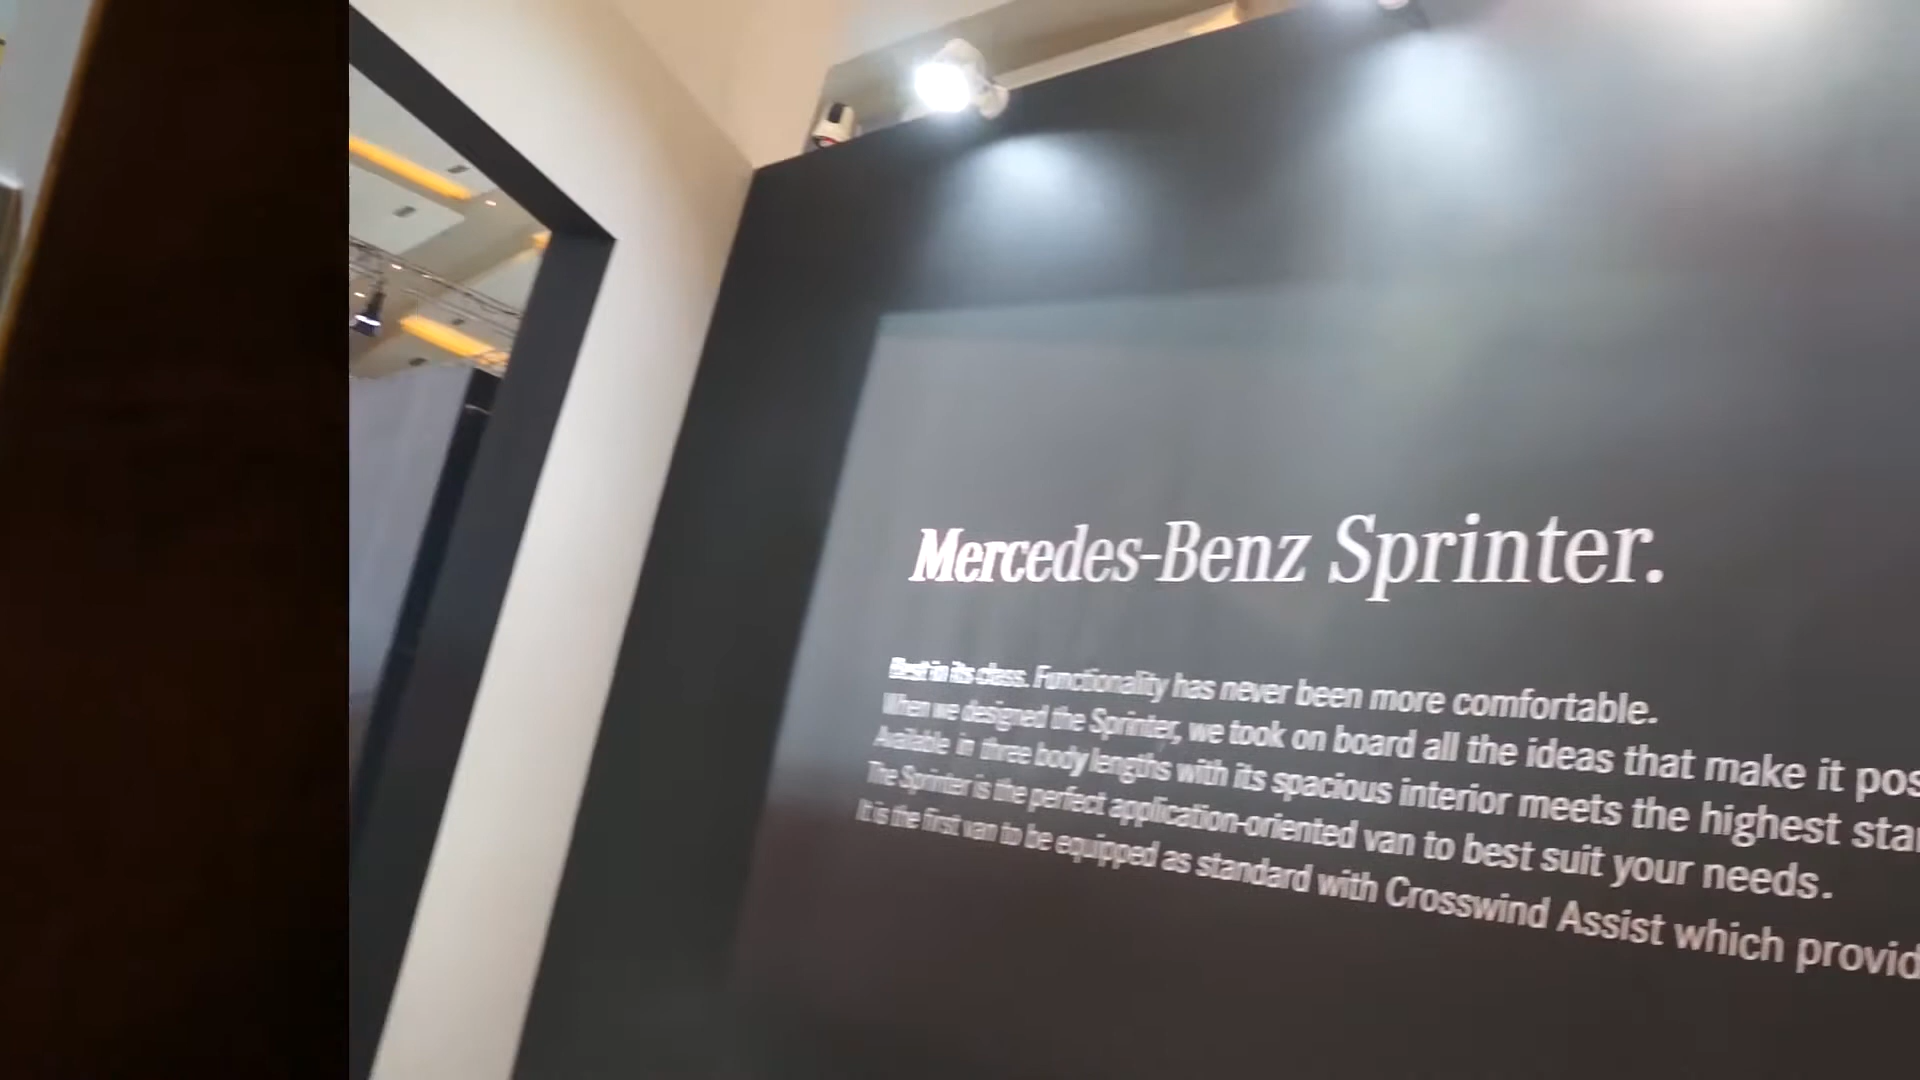 Mercedes-Benz Sprinter.
Best in its class. Functionality has never been more comfortable.
When we designed the Sprinter, we took on board all the ideas that make it pos
Available in three body lengths with its spacious interior meets the highest star
The Sprinter is the perfect application-oriented van to best suit your needs.
It is the first van to be equipped as standard with Crosswind Assist which provid